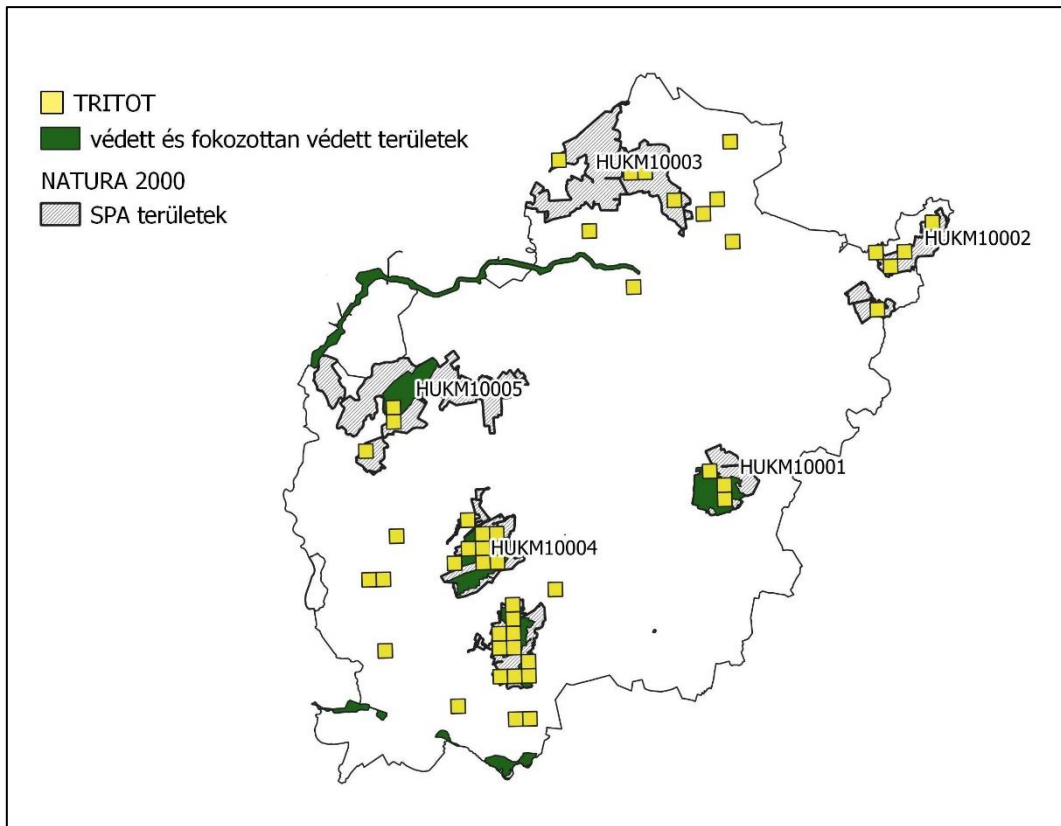 TRITOT
védett és fokozottan védett területek
NATURA 2000
SPA területek
HUKM10003
HUKM10002
HUKM10005
HUKM10001
HUKM10004